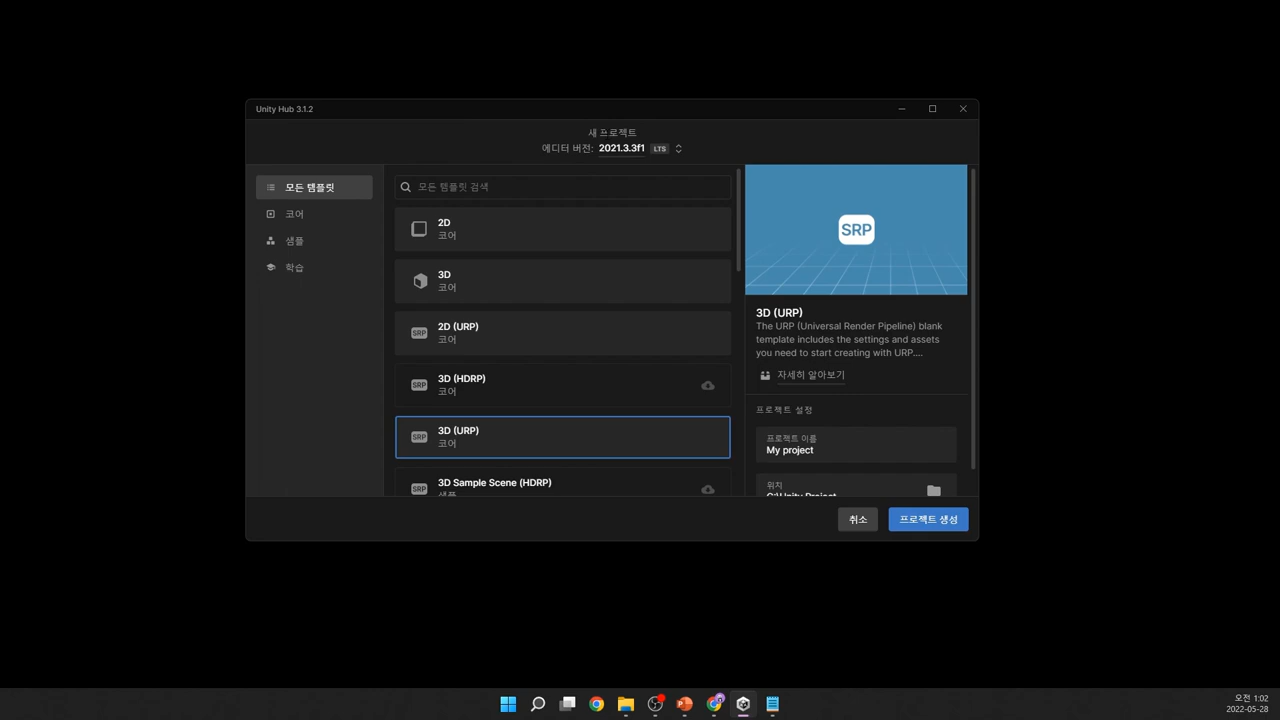 Unity Hub 3.1.2
새 프로젝트
에디터 버전: 2021.3.3f1 LTS
모든 템플릿
코어
샘플
학습
모든 템플릿 검색
2D
코어
3D
코어
SRP
2D (URP)
코어
SRP
3D (HDRP)
코어
SRP
3D (URP)
코어
SRP
3D Sample Scene (HDRP)
샘플
SRP
3D (URP)
The URP (Universal Render Pipeline) blank
template includes the settings and assets
you need to start creating with URP....
자세히 알아보기
프로젝트 설정
프로젝트 이름
My project
위치
C:\Unity Project
취소
프로젝트 생성
오전 1:02
2022-05-28